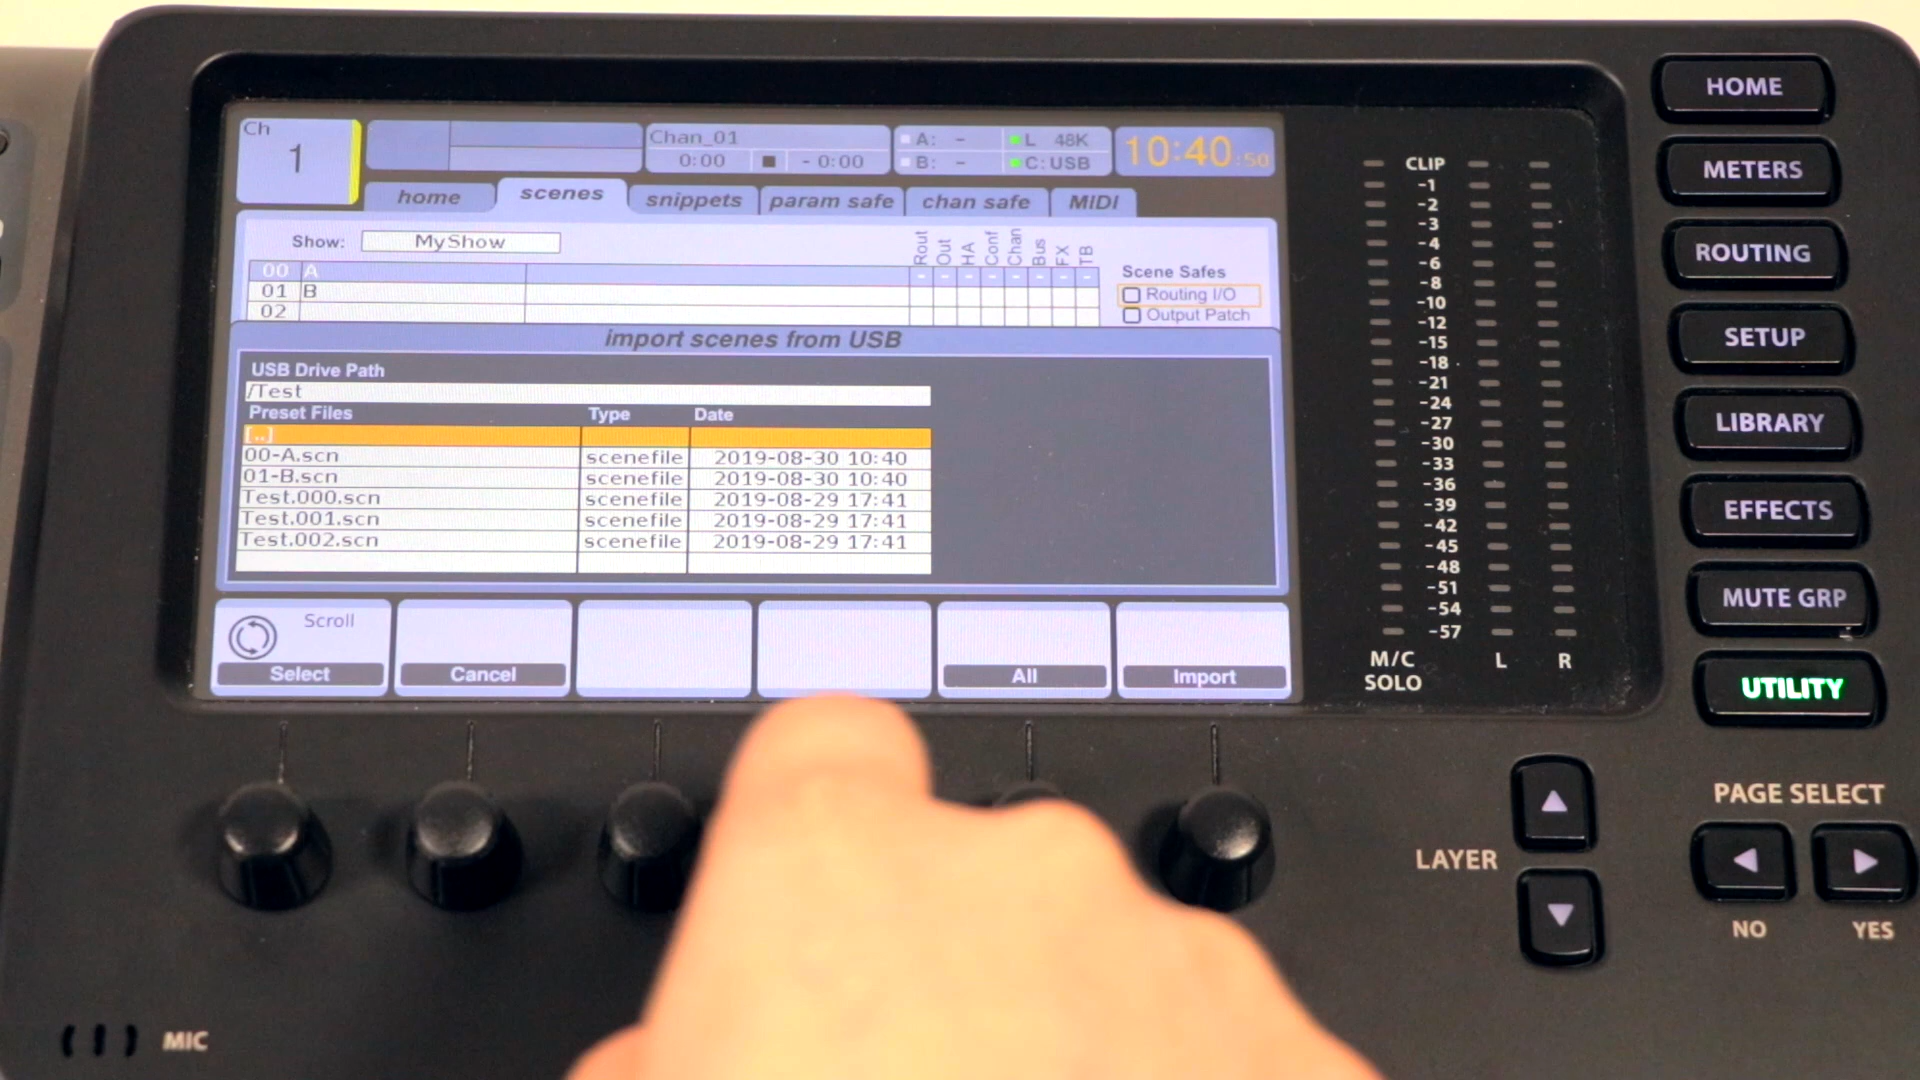 Ch
1
Chan_01
0:00 - 0:00
A: - L 48K
B: - C: USB
10:40:50
home scenes snippets param safe chan safe MIDI
Show: MyShow
Rout Out HA Conf Chan Bus FX TB
00 A - - - - - - - -
01 B
02
Scene Safes
Routing I/O
Output Patch
import scenes from USB
USB Drive Path
/Test
Preset Files Type Date
[..]
00-A.scn scenefile 2019-08-30 10:40
01-B.scn scenefile 2019-08-30 10:40
Test.000.scn scenefile 2019-08-29 17:41
Test.001.scn scenefile 2019-08-29 17:41
Test.002.scn scenefile 2019-08-29 17:41
Scroll
Select Cancel All Import
CLIP
-1
-2
-3
-4
-6
-8
-10
-12
-15
-18
-21
-24
-27
-30
-33
-36
-39
-42
-45
-48
-51
-54
-57
M/C
SOLO
L R
HOME
METERS
ROUTING
SETUP
LIBRARY
EFFECTS
MUTE GRP
UTILITY
LAYER
PAGE SELECT
NO YES
MIC